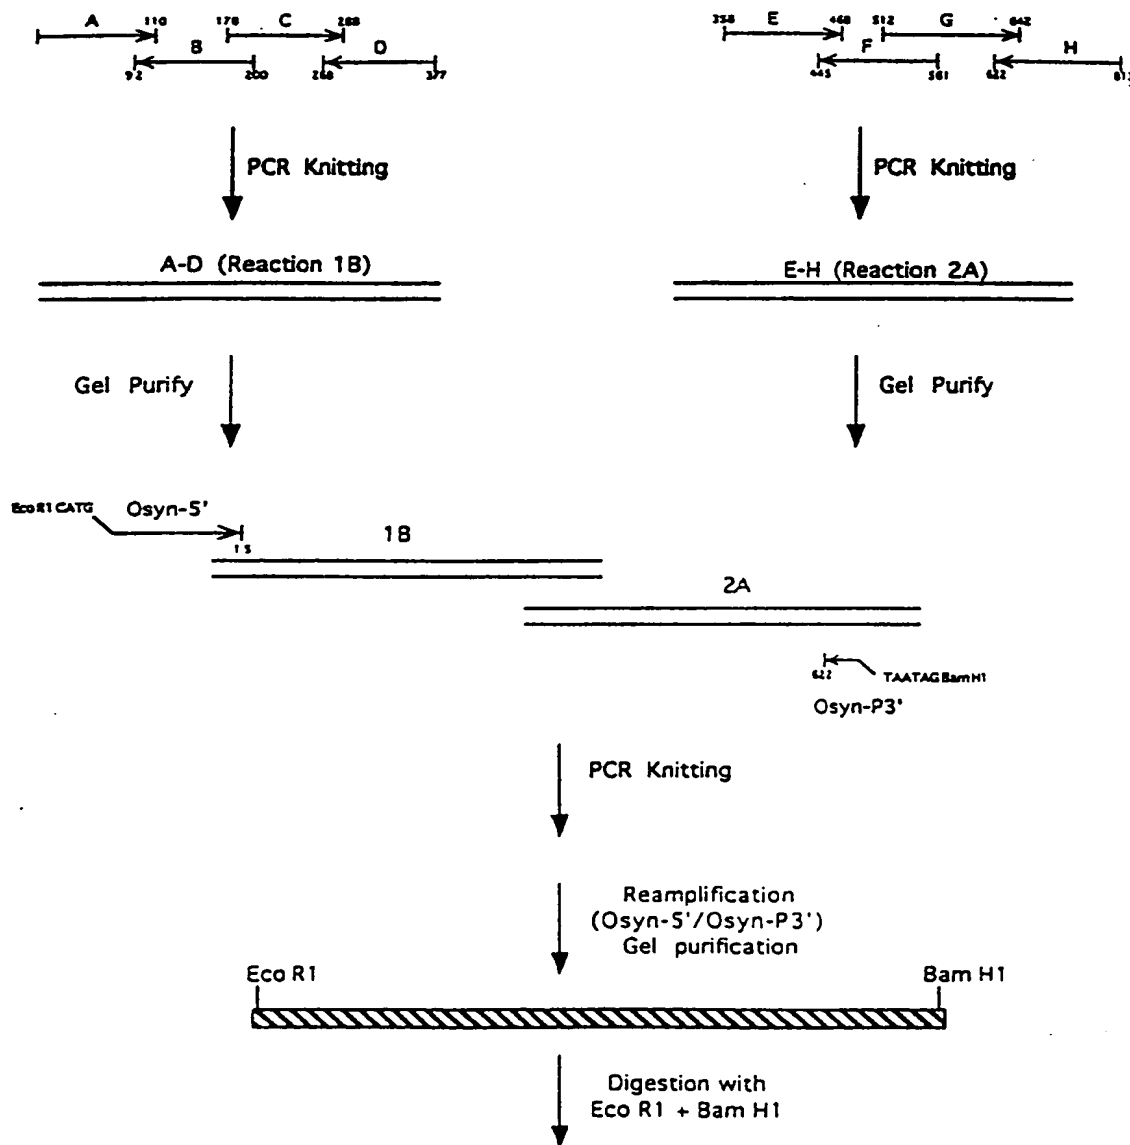 A 110 178 C 288
B D
92 200 268 377
358 E 468 512 G 642
F H
445 561 622
PCR Knitting
PCR Knitting
A-D (Reaction 1B)
E-H (Reaction 2A)
Gel Purify
Gel Purify
Eco R1 CATG Osyn-5'
15
1B
2A
622 TAATAG Bam H1
Osyn-P3'
PCR Knitting
Reamplification
(Osyn-5'/Osyn-P3')
Gel purification
Eco R1
Bam H1
Digestion with
Eco R1 + Bam H1